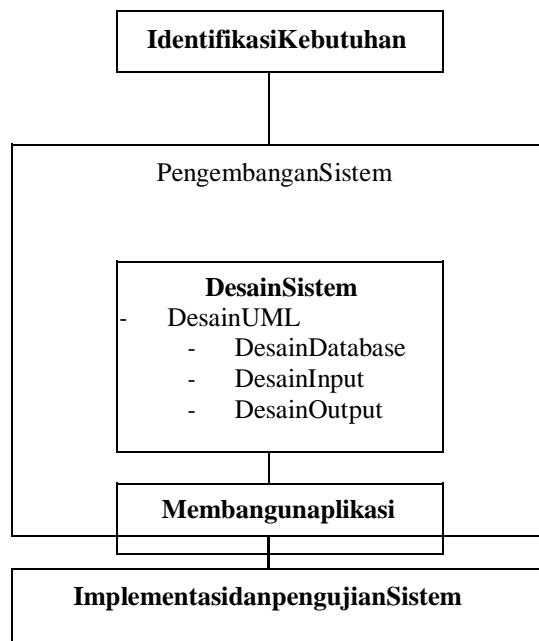 IdentifikasiKebutuhan
PengembanganSistem
DesainSistem
- DesainUML
- DesainDatabase
- DesainInput
- DesainOutput
Membangunaplikasi
ImplementasidanpengujianSistem